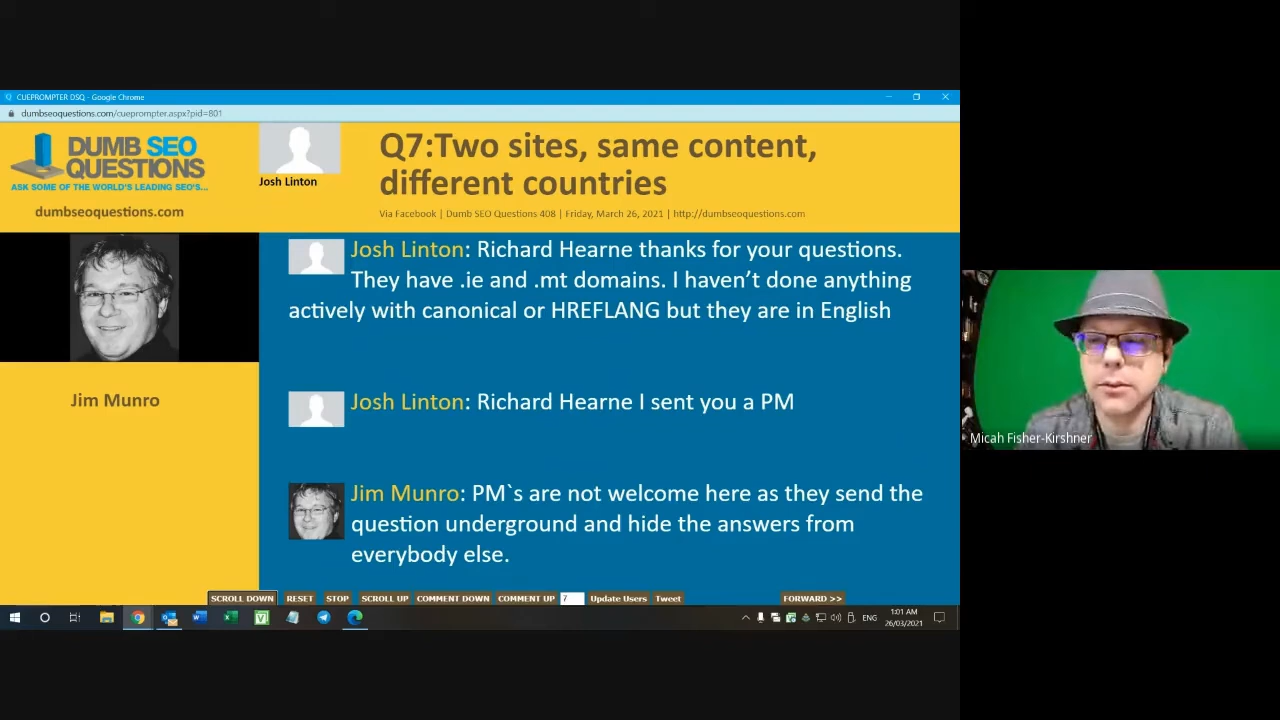 CUEPROMPTER DSQ - Google Chrome
dumbseoquestions.com/cueprompter.aspx?pid=801
DUMB SEO
QUESTIONS
ASK SOME OF THE WORLD'S LEADING SEO'S...
dumbseoquestions.com
Josh Linton
Q7:Two sites, same content,
different countries
Via Facebook | Dumb SEO Questions 408 | Friday, March 26, 2021 | http://dumbseoquestions.com
Jim Munro
Josh Linton: Richard Hearne thanks for your questions.
They have .ie and .mt domains. I haven’t done anything
actively with canonical or HREFLANG but they are in English
Josh Linton: Richard Hearne I sent you a PM
Jim Munro: PM`s are not welcome here as they send the
question underground and hide the answers from
everybody else.
SCROLL DOWN RESET STOP SCROLL UP COMMENT DOWN COMMENT UP 7 Update Users Tweet FORWARD >>
ENG
1:01 AM
26/03/2021
Micah Fisher-Kirshner